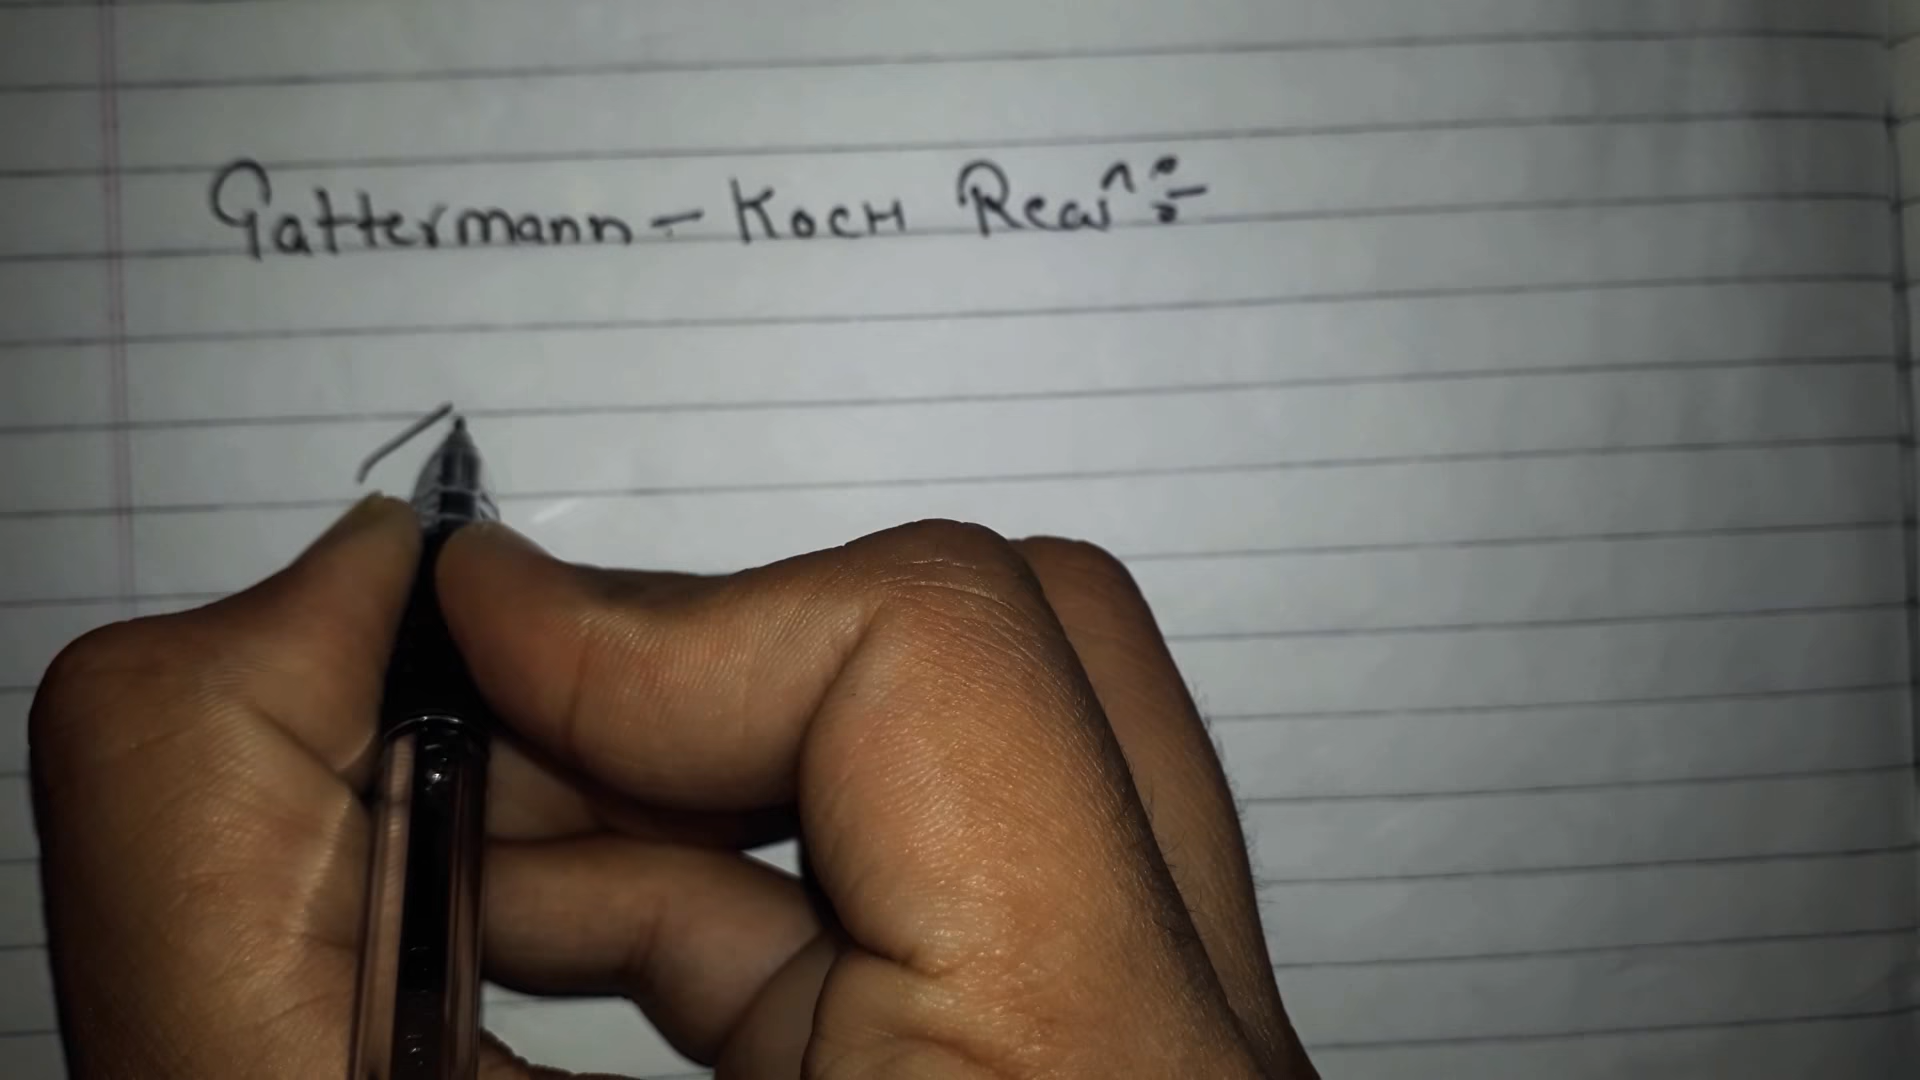 Gattermann - KOCH Reaⁿ :-